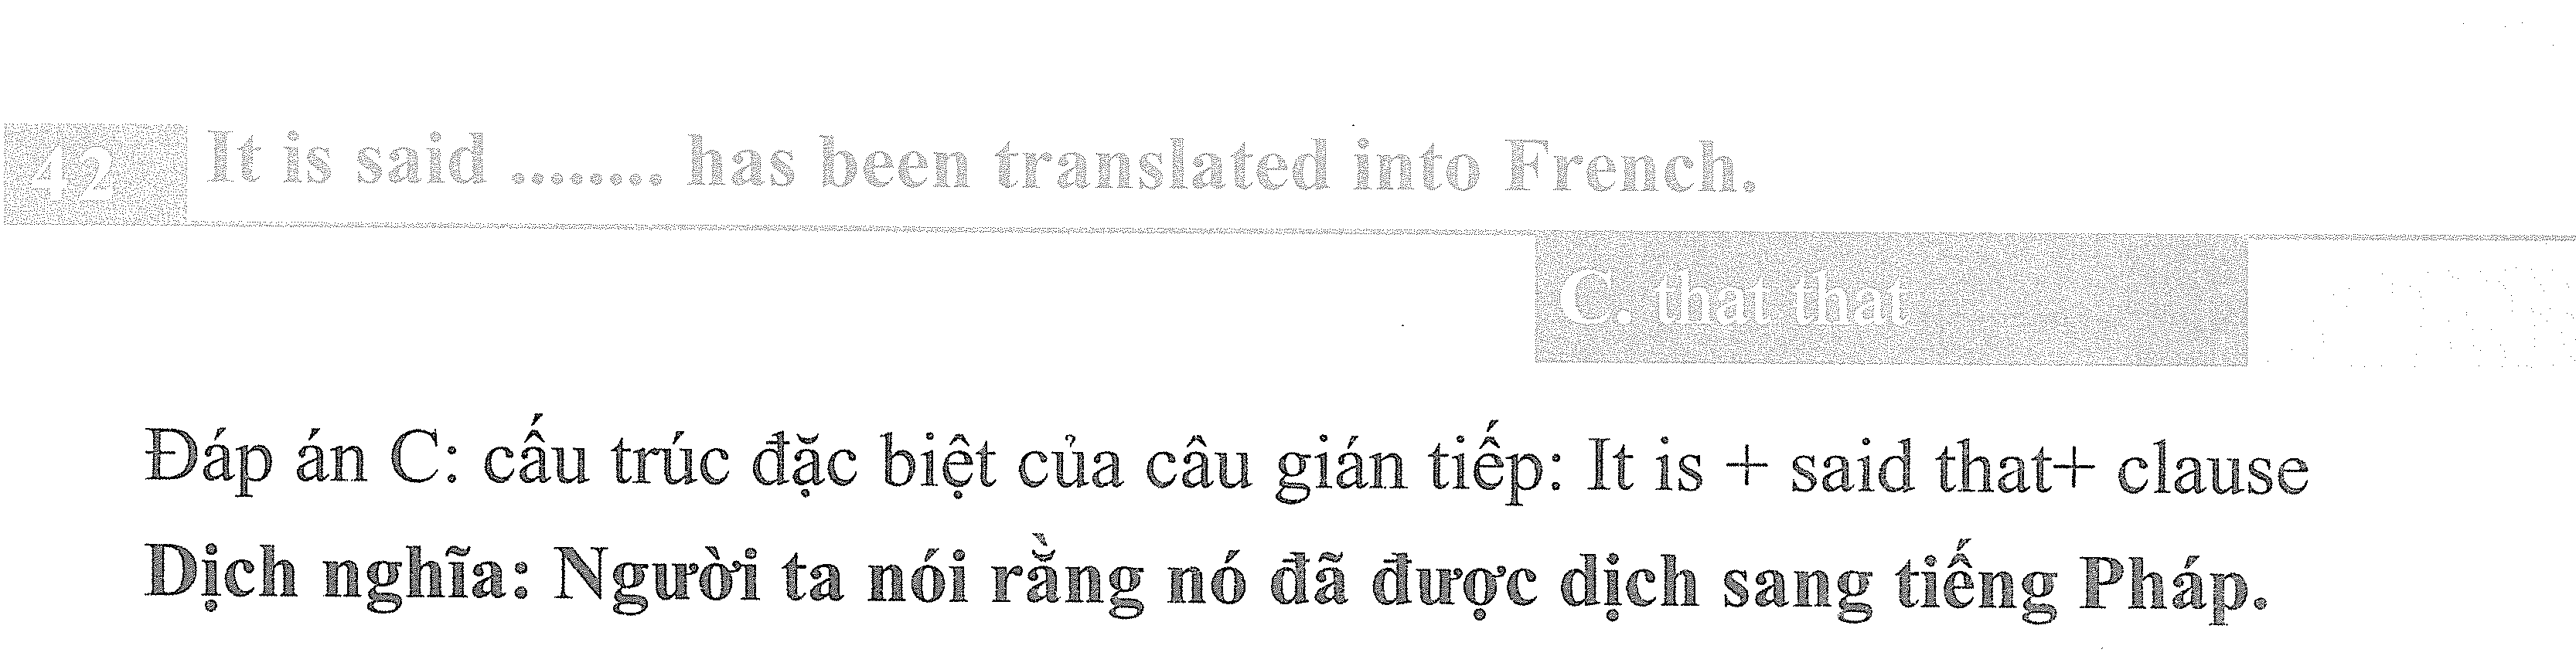 42 It is said ........ has been translated into French.
C. that that
Đáp án C: cấu trúc đặc biệt của câu gián tiếp: It is + said that+ clause
Dịch nghĩa: Người ta nói rằng nó đã được dịch sang tiếng Pháp.